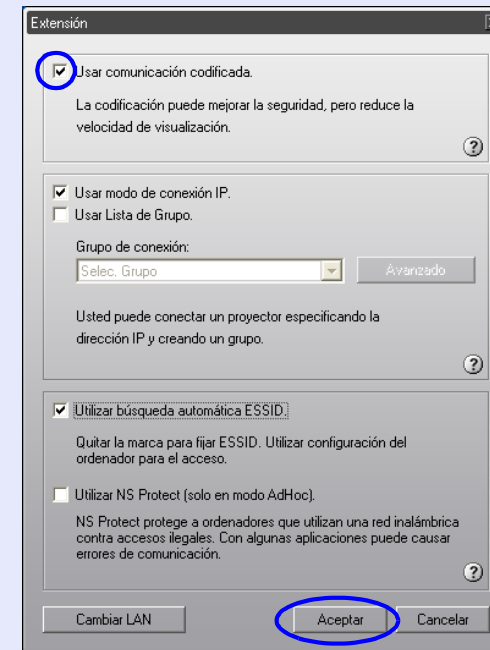 Extensión
Usar comunicación codificada.
La codificación puede mejorar la seguridad, pero reduce la
velocidad de visualización.
?
Usar modo de conexión IP.
Usar Lista de Grupo.
Grupo de conexión:
Selec. Grupo
Avanzado
Usted puede conectar un proyector especificando la
dirección IP y creando un grupo.
?
Utilizar búsqueda automática ESSID.
Quitar la marca para fijar ESSID. Utilizar configuración del
ordenador para el acceso.
Utilizar NS Protect (solo en modo AdHoc).
NS Protect protege a ordenadores que utilizan una red inalámbrica
contra accesos ilegales. Con algunas aplicaciones puede causar
errores de comunicación.
?
Cambiar LAN Aceptar Cancelar